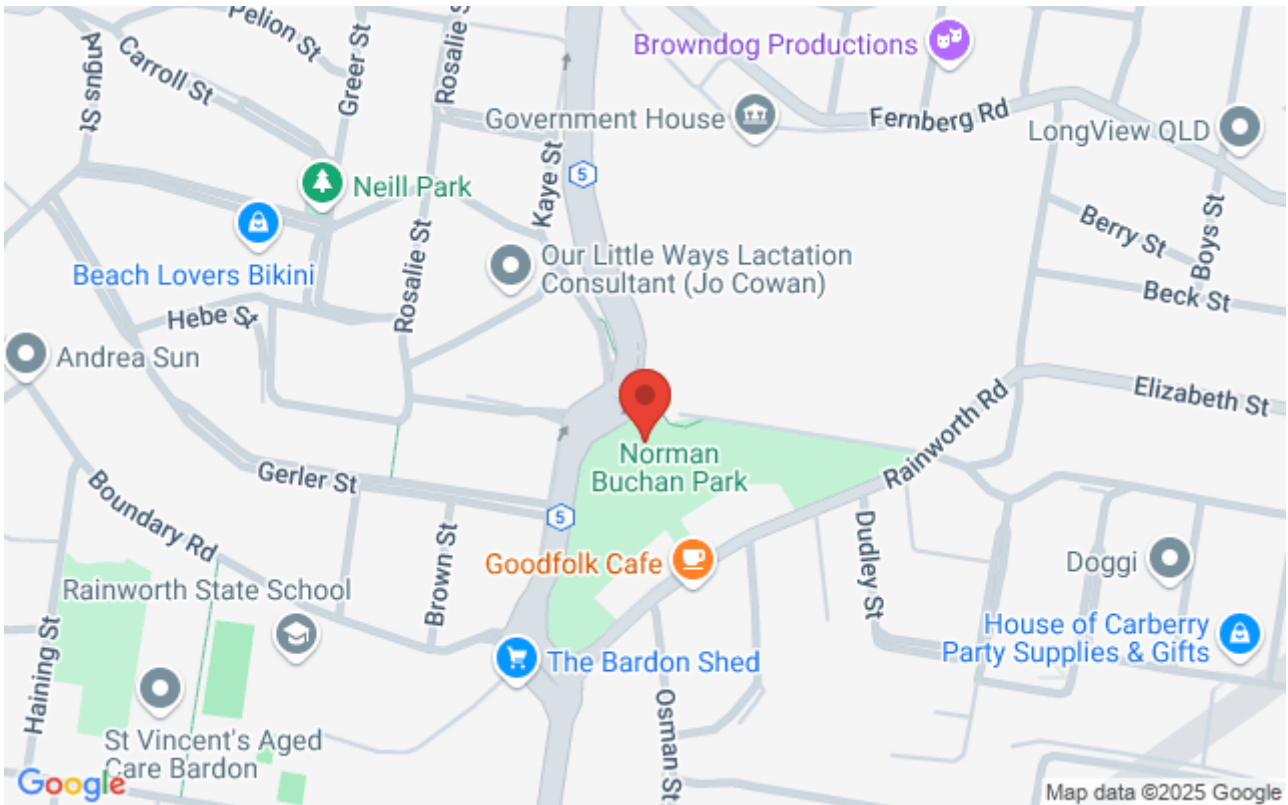 Pelion St
Angus St
Carroll St
Greer St
Rosalie St
Browndog Productions
Government House
Fernberg Rd
LongView QLD
Kaye St
5
Neill Park
Beach Lovers Bikini
Rosalie St
Our Little Ways Lactation
Consultant (Jo Cowan)
Berry St
Boys St
Beck St
Hebe St
Andrea Sun
Elizabeth St
Rainworth Rd
Norman
Buchan Park
Gerler St
Boundary Rd
5
Brown St
Goodfolk Cafe
Dudley St
Doggi
Rainworth State School
House of Carberry
Party Supplies & Gifts
Haining St
The Bardon Shed
Osman St
St Vincent's Aged
Care Bardon
Google
Map data ©2025 Google